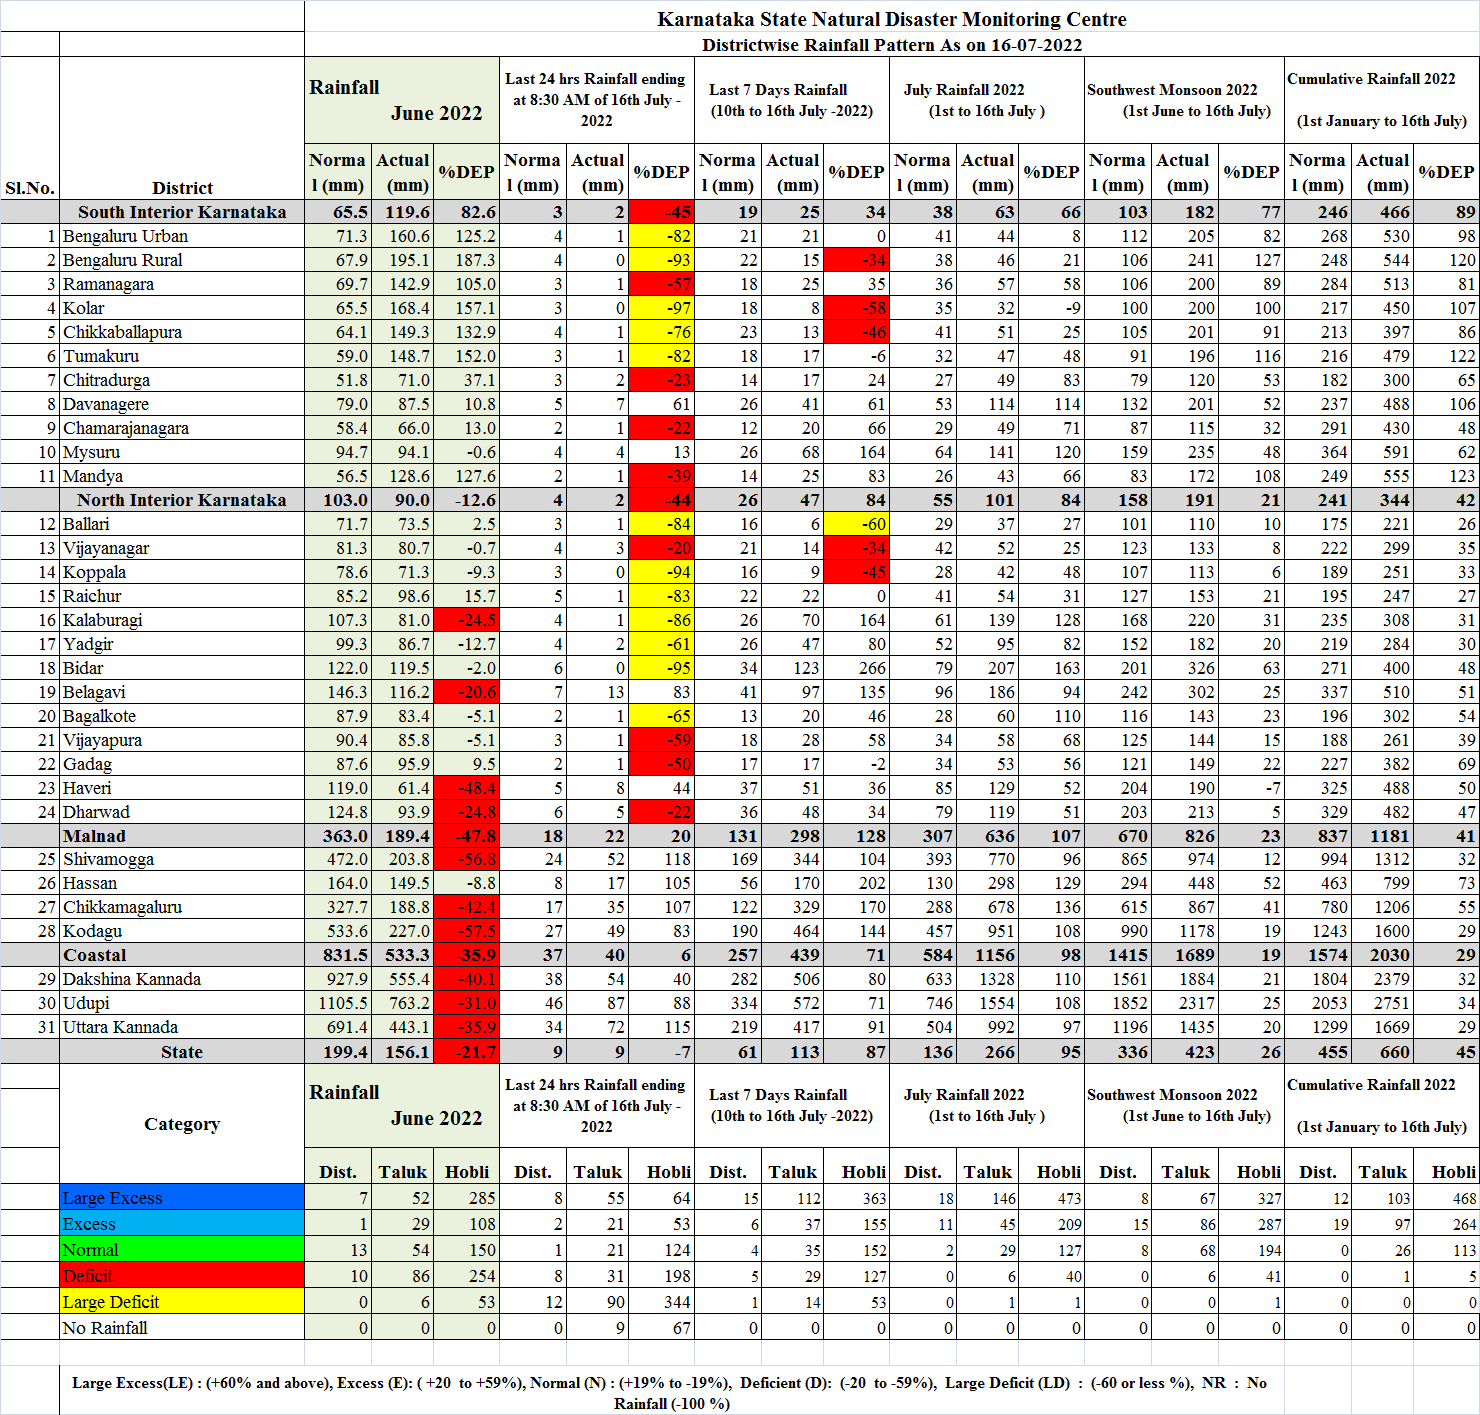 Karnataka State Natural Disaster Monitoring Centre
Districtwise Rainfall Pattern As on 16-07-2022
Sl.No. District Rainfall June 2022 Last 24 hrs Rainfall ending at 8:30 AM of 16th July - 2022 Last 7 Days Rainfall (10th to 16th July -2022) July Rainfall 2022 (1st to 16th July ) Southwest Monsoon 2022 (1st June to 16th July) Cumulative Rainfall 2022 (1st January to 16th July)
Normal (mm) Actual (mm) %DEP Normal (mm) Actual (mm) %DEP Normal (mm) Actual (mm) %DEP Normal (mm) Actual (mm) %DEP Normal (mm) Actual (mm) %DEP Normal (mm) Actual (mm) %DEP
South Interior Karnataka 65.5 119.6 82.6 3 2 -45 19 25 34 38 63 66 103 182 77 246 466 89
1 Bengaluru Urban 71.3 160.6 125.2 4 1 -82 21 21 0 41 44 8 112 205 82 268 530 98
2 Bengaluru Rural 67.9 195.1 187.3 4 0 -93 22 15 -34 38 46 21 106 241 127 248 544 120
3 Ramanagara 69.7 142.9 105.0 3 1 -57 18 25 35 36 57 58 106 200 89 284 513 81
4 Kolar 65.5 168.4 157.1 3 0 -97 18 8 -58 35 32 -9 100 200 100 217 450 107
5 Chikkaballapura 64.1 149.3 132.9 4 1 -76 23 13 -46 41 51 25 105 201 91 213 397 86
6 Tumakuru 59.0 148.7 152.0 3 1 -82 18 17 -6 32 47 48 91 196 116 216 479 122
7 Chitradurga 51.8 71.0 37.1 3 2 -23 14 17 24 27 49 83 79 120 53 182 300 65
8 Davanagere 79.0 87.5 10.8 5 7 61 26 41 61 53 114 114 132 201 52 237 488 106
9 Chamarajanagara 58.4 66.0 13.0 2 1 -22 12 20 66 29 49 71 87 115 32 291 430 48
10 Mysuru 94.7 94.1 -0.6 4 4 13 26 68 164 64 141 120 159 235 48 364 591 62
11 Mandya 56.5 128.6 127.6 2 1 -39 14 25 83 26 43 66 83 172 108 249 555 123
North Interior Karnataka 103.0 90.0 -12.6 4 2 -44 26 47 84 55 101 84 158 191 21 241 344 42
12 Ballari 71.7 73.5 2.5 3 1 -84 16 6 -60 29 37 27 101 110 10 175 221 26
13 Vijayanagar 81.3 80.7 -0.7 4 3 -20 21 14 -34 42 52 25 123 133 8 222 299 35
14 Koppala 78.6 71.3 -9.3 3 0 -94 16 9 -45 28 42 48 107 113 6 189 251 33
15 Raichur 85.2 98.6 15.7 5 1 -83 22 22 0 41 54 31 127 153 21 195 247 27
16 Kalaburagi 107.3 81.0 -24.5 4 1 -86 26 70 164 61 139 128 168 220 31 235 308 31
17 Yadgir 99.3 86.7 -12.7 4 2 -61 26 47 80 52 95 82 152 182 20 219 284 30
18 Bidar 122.0 119.5 -2.0 6 0 -95 34 123 266 79 207 163 201 326 63 271 400 48
19 Belagavi 146.3 116.2 -20.6 7 13 83 41 97 135 96 186 94 242 302 25 337 510 51
20 Bagalkote 87.9 83.4 -5.1 2 1 -65 13 20 46 28 60 110 116 143 23 196 302 54
21 Vijayapura 90.4 85.8 -5.1 3 1 -59 18 28 58 34 58 68 125 144 15 188 261 39
22 Gadag 87.6 95.9 9.5 2 1 -50 17 17 -2 34 53 56 121 149 22 227 382 69
23 Haveri 119.0 61.4 -48.4 5 8 44 37 51 36 85 129 52 204 190 -7 325 488 50
24 Dharwad 124.8 93.9 -24.8 6 5 -22 36 48 34 79 119 51 203 213 5 329 482 47
Malnad 363.0 189.4 -47.8 18 22 20 131 298 128 307 636 107 670 826 23 837 1181 41
25 Shivamogga 472.0 203.8 -56.8 24 52 118 169 344 104 393 770 96 865 974 12 994 1312 32
26 Hassan 164.0 149.5 -8.8 8 17 105 56 170 202 130 298 129 294 448 52 463 799 73
27 Chikkamagaluru 327.7 188.8 -42.4 17 35 107 122 329 170 288 678 136 615 867 41 780 1206 55
28 Kodagu 533.6 227.0 -57.5 27 49 83 190 464 144 457 951 108 990 1178 19 1243 1600 29
Coastal 831.5 533.3 -35.9 37 40 6 257 439 71 584 1156 98 1415 1689 19 1574 2030 29
29 Dakshina Kannada 927.9 555.4 -40.1 38 54 40 282 506 80 633 1328 110 1561 1884 21 1804 2379 32
30 Udupi 1105.5 763.2 -31.0 46 87 88 334 572 71 746 1554 108 1852 2317 25 2053 2751 34
31 Uttara Kannada 691.4 443.1 -35.9 34 72 115 219 417 91 504 992 97 1196 1435 20 1299 1669 29
State 199.4 156.1 -21.7 9 9 -7 61 113 87 136 266 95 336 423 26 455 660 45
Category Rainfall June 2022 Last 24 hrs Rainfall ending at 8:30 AM of 16th July - 2022 Last 7 Days Rainfall (10th to 16th July -2022) July Rainfall 2022 (1st to 16th July ) Southwest Monsoon 2022 (1st June to 16th July) Cumulative Rainfall 2022 (1st January to 16th July)
Dist. Taluk Hobli Dist. Taluk Hobli Dist. Taluk Hobli Dist. Taluk Hobli Dist. Taluk Hobli Dist. Taluk Hobli
Large Excess 7 52 285 8 55 64 15 112 363 18 146 473 8 67 327 12 103 468
Excess 1 29 108 2 21 53 6 37 155 11 45 209 15 86 287 19 97 264
Normal 13 54 150 1 21 124 4 35 152 2 29 127 8 68 194 0 26 113
Deficit 10 86 254 8 31 198 5 29 127 0 6 40 0 6 41 0 1 5
Large Deficit 0 6 53 12 90 344 1 14 53 0 1 1 0 0 1 0 0 0
No Rainfall 0 0 0 0 9 67 0 0 0 0 0 0 0 0 0 0 0 0
Large Excess(LE) : (+60% and above), Excess (E): ( +20 to +59%), Normal (N) : (+19% to -19%), Deficient (D): (-20 to -59%), Large Deficit (LD) : (-60 or less %), NR : No
Rainfall (-100 %)